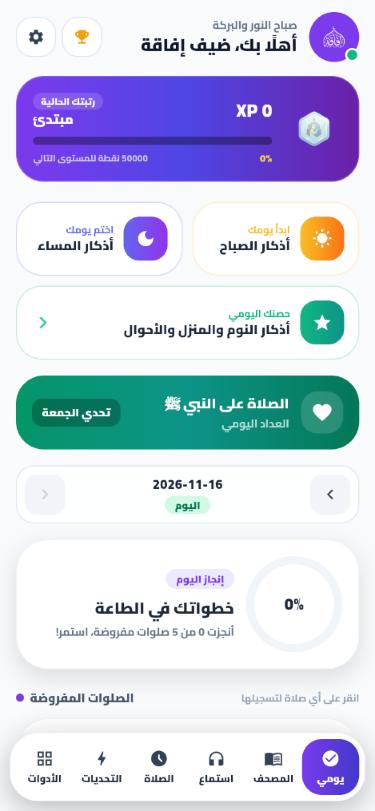 صباح النور والبركة
أهلًا بك، ضيف إفاقة
رتبتك الحالية
مبتدئ
0 XP
50000 نقطة للمستوى التالي
0%
ابدأ يومك
أذكار الصباح
اختم يومك
أذكار المساء
حصنك اليومي
أذكار النوم والمنزل والأحوال
الصلاة على النبي ﷺ
العداد اليومي
تحدي الجمعة
2026-11-16
اليوم
إنجاز اليوم
خطواتك في الطاعة
أنجزت 0 من 5 صلوات مفروضة، استمر!
0%
الصلوات المفروضة
انقر على أي صلاة لتسجيلها
يومي
المصحف
استماع
الصلاة
التحديات
الأدوات